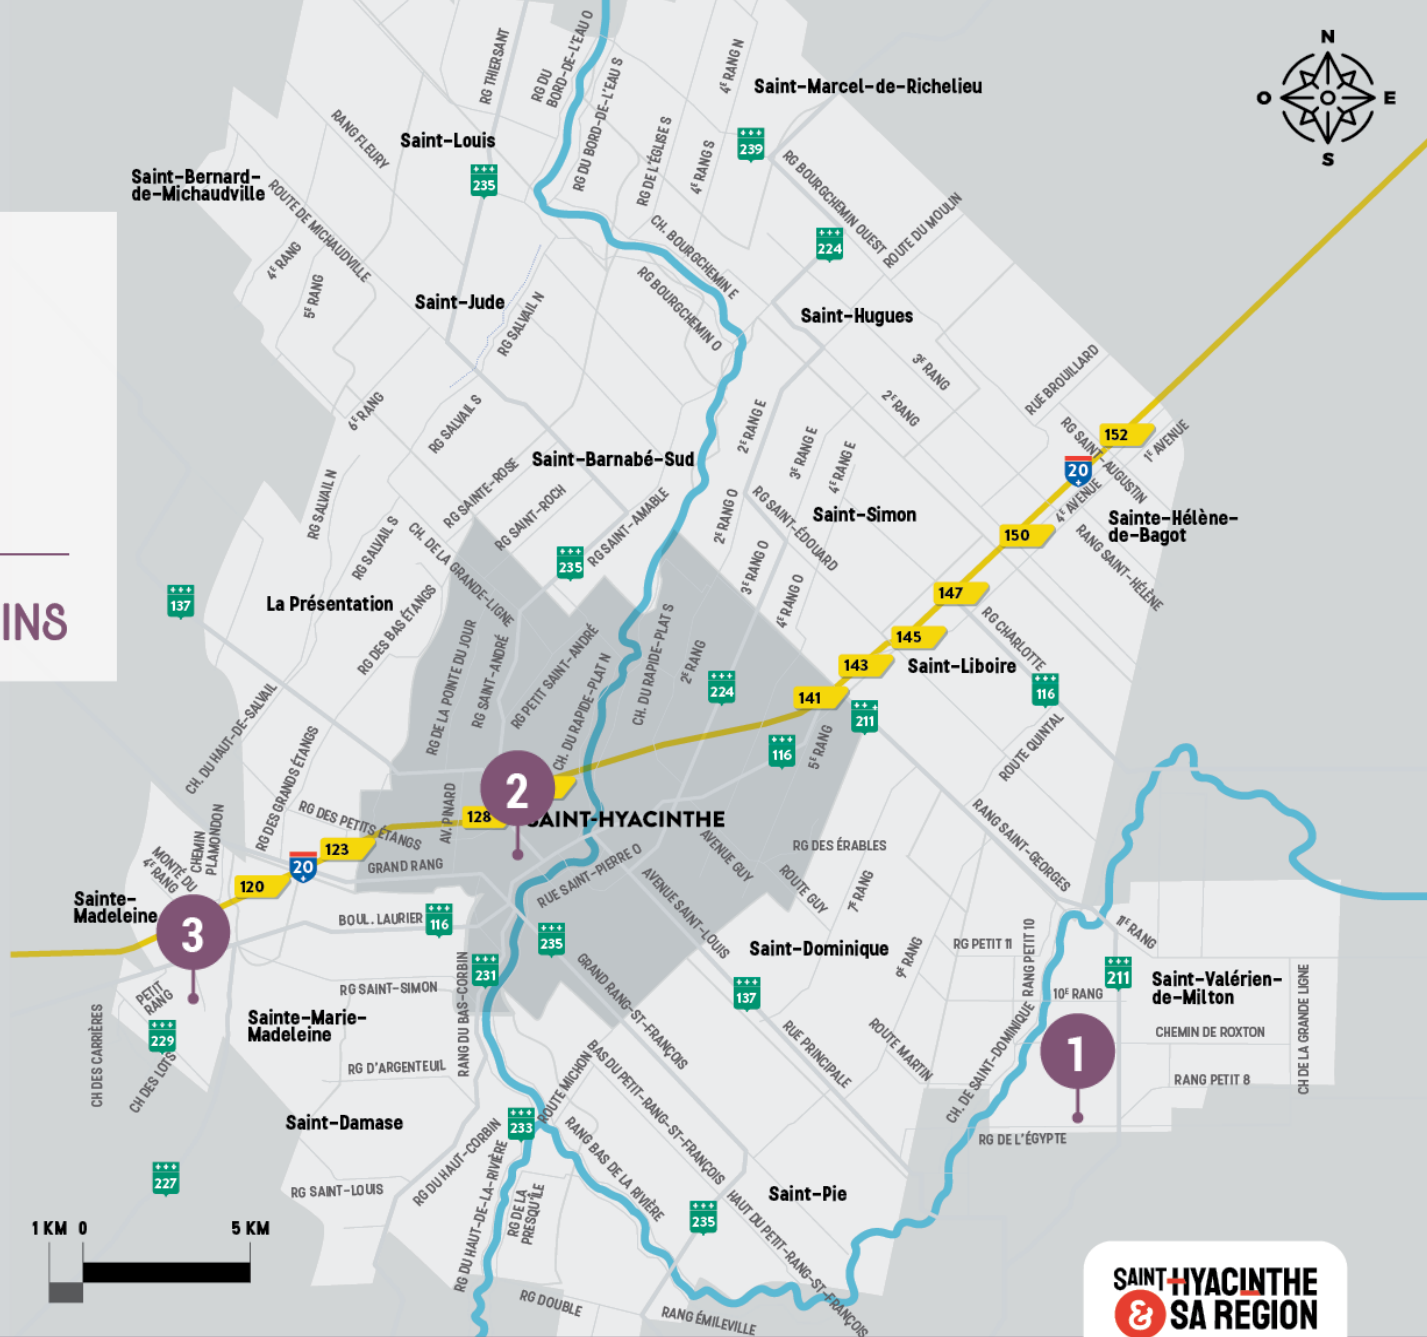 N
O
E
S
Saint-Marcel-de-Richelieu
4E RANG N
RG THIERSANT
RG DU
BORD-DE-L'EAU O
RG DU BORD-DE-L'EAU S
RG DE L'ÉGLISE S
4E RANG S
239
RANG FLEURY
Saint-Louis
235
Saint-Bernard-
de-Michaudville
ROUTE DE MICHAUDVILLE
4E RANG
5E RANG
RG BOURGCHEMIN OUEST
ROUTE DU MOULIN
224
CH. BOURGCHEMIN E
RG BOURGCHEMIN O
Saint-Jude
RG SALVAIL N
Saint-Hugues
3E RANG
2E RANG
RUE BROUILLARD
6E RANG
RG SALVAIL S
2E RANG E
3E RANG E
4E RANG E
152
1E AVENUE
RG SAINT-AUGUSTIN
20
4E AVENUE
Saint-Barnabé-Sud
RG SAINTE-ROSE
RG SAINT-ROCH
RG SAINT-AMABLE
235
RG SALVAIL N
RG SALVAIL S
CH. DE LA GRANDE-LIGNE
2E RANG O
RG SAINT-ÉDOUARD
3E RANG O
4E RANG O
Saint-Simon
150
Sainte-Hélène-
de-Bagot
RANG SAINT-HÉLÈNE
147
145
143
141
RG CHARLOTTE
Saint-Liboire
116
211
ROUTE QUINTAL
137
INS
La Présentation
RG DES BAS ÉTANGS
RG DE LA POINTE DU JOUR
RG SAINT-ANDRÉ
RG PETIT SAINT-ANDRÉ
CH. DU RAPIDE-PLAT N
CH. DU RAPIDE-PLAT S
2E RANG
224
116
5E RANG
CH. DU HAUT-DE-SALVAIL
RG DES GRANDS ÉTANGS
RG DES PETITS ÉTANGS
AV. PINARD
2
128
SAINT-HYACINTHE
CHEMIN
PLAMONDON
MONTÉ DU
4E RANG
123
20
120
GRAND RANG
RUE SAINT-PIERRE O
AVENUE GUY
AVENUE SAINT-LOUIS
RG DES ÉRABLES
ROUTE GUY
7E RANG
RANG SAINT-GEORGES
Sainte-
Madeleine
3
BOUL. LAURIER
116
235
231
Saint-Dominique
9E RANG
RG PETIT 11
RANG PETIT 10
11E RANG
211
Saint-Valérien-
de-Milton
10E RANG
CHEMIN DE ROXTON
CH DE LA GRANDE LIGNE
RANG PETIT 8
1
PETIT
RANG
229
CH DES CARRIÈRES
CH DES LOTS
RG SAINT-SIMON
Sainte-Marie-
Madeleine
RANG DU BAS-CORBIN
RG D'ARGENTEUIL
GRAND RANG-ST-FRANÇOIS
137
RUE PRINCIPALE
ROUTE MARTIN
CH. DE SAINT-DOMINIQUE
RG DE L'ÉGYPTE
Saint-Damase
233
ROUTE MICHON
BAS DU PETIT-RANG-ST-FRANÇOIS
RANG BAS DE LA RIVIÈRE
RG DU HAUT-CORBIN
RG DU HAUT-DE-LA-RIVIÈRE
RG DE LA
PRESQU'ÎLE
RG SAINT-LOUIS
227
Saint-Pie
235
HAUT DU PETIT-RANG-ST-FRANÇOIS
RG DOUBLE
RANG ÉMILEVILLE
1 KM 0 5 KM
SAINT-HYACINTHE
& SA RÉGION